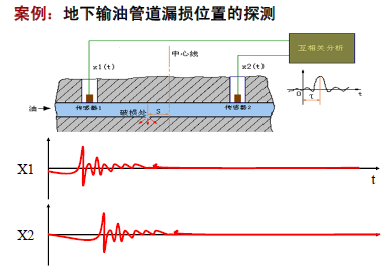 案例：地下输油管道漏损位置的探测
中心线
互相关分析
x1(t)
x2(t)
0
τ
t
油
传感器1
破损处
S
传感器2
X1
t
X2